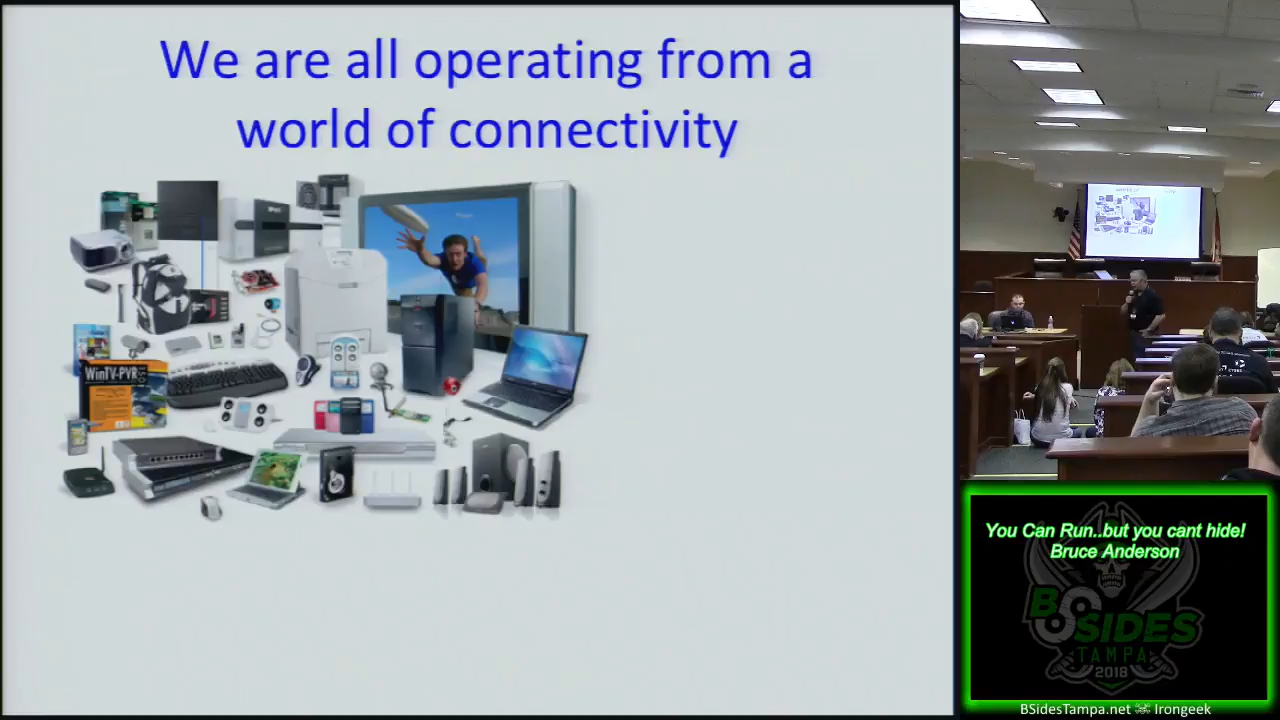 We are all operating from a
world of connectivity
WinTV-PVR
You Can Run..but you cant hide!
Bruce Anderson
BSIDES
TAMPA
2018
BSidesTampa.net ☠ Irongeek